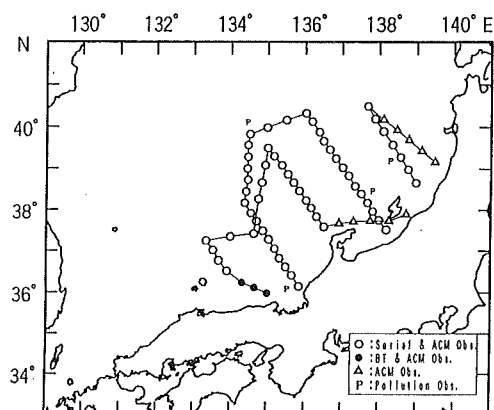 130° 132° 134° 136° 138° 140° E
N
40°
38°
36°
34°
P
P
P
P
○:Serial & ACM Obs.
●:BT & ACM Obs.
△:ACM Obs.
P:Pollution Obs.